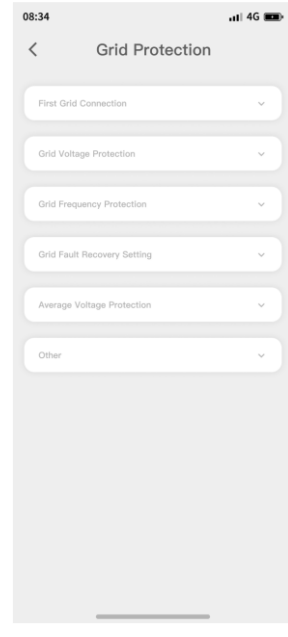 08:34 4G
Grid Protection
First Grid Connection
Grid Voltage Protection
Grid Frequency Protection
Grid Fault Recovery Setting
Average Voltage Protection
Other